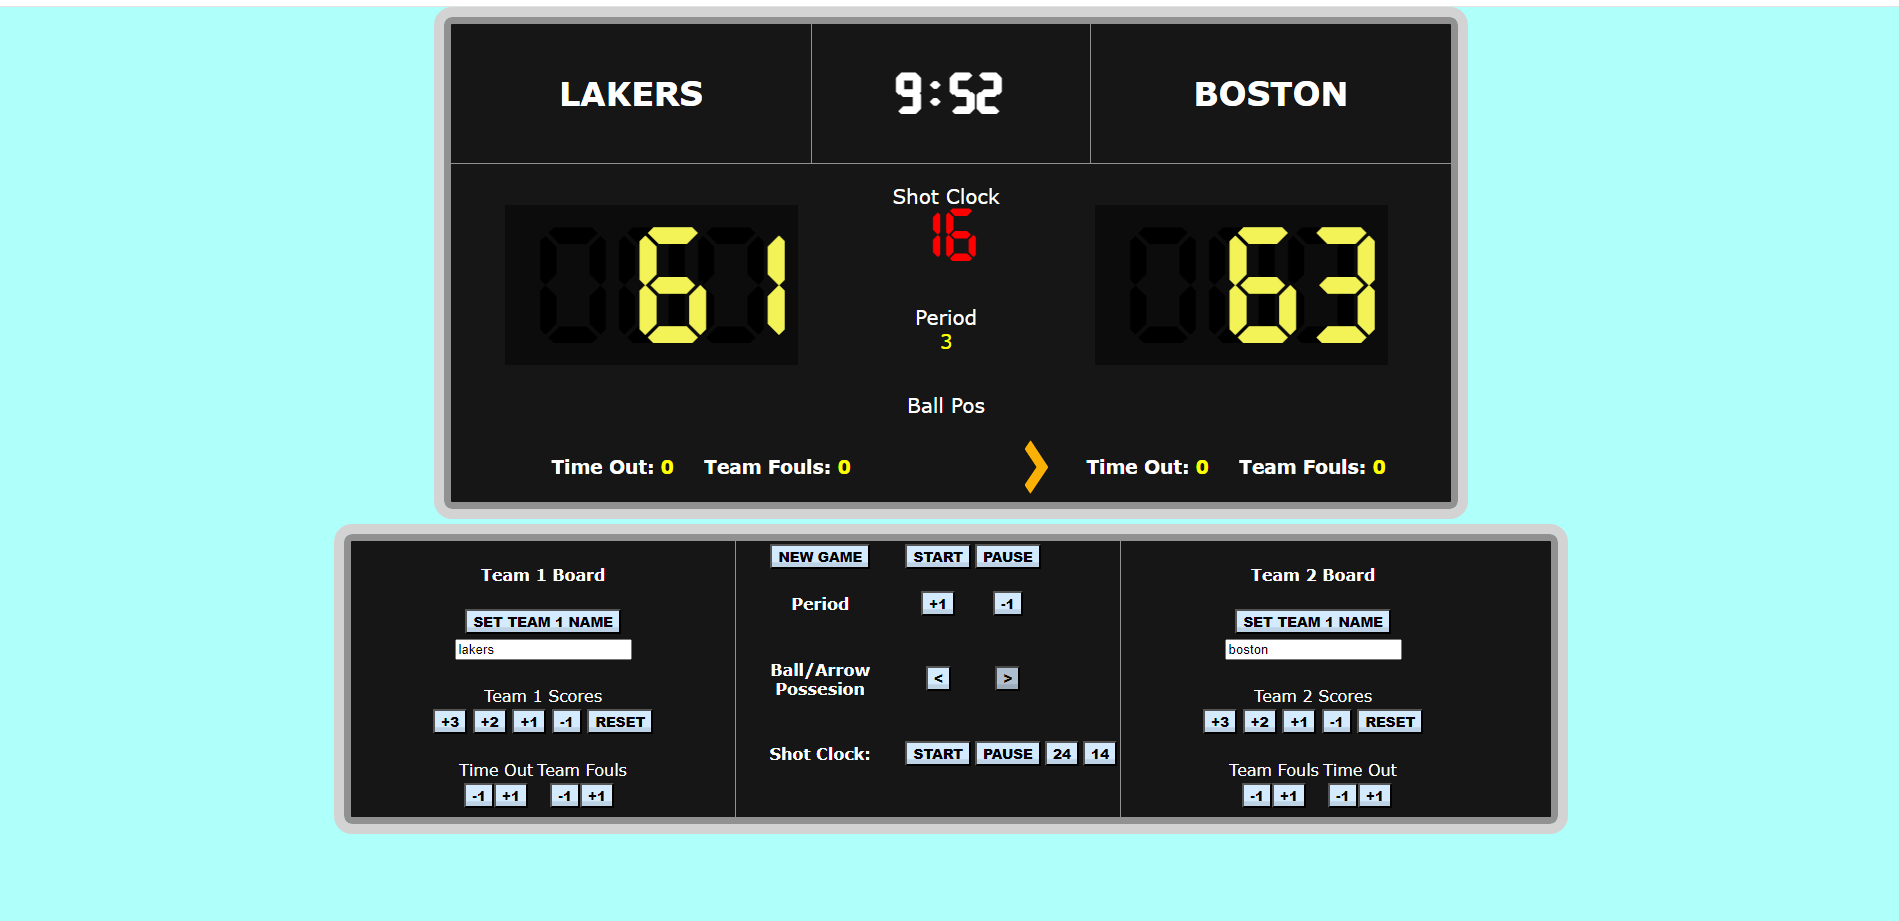 LAKERS 9:52 BOSTON
Shot Clock
16
61 63
Period
3
Ball Pos
Time Out: 0 Team Fouls: 0 Time Out: 0 Team Fouls: 0
NEW GAME START PAUSE
Team 1 Board Team 2 Board
Period +1 -1
SET TEAM 1 NAME SET TEAM 1 NAME
lakers boston
Ball/Arrow
Possesion < >
Team 1 Scores Team 2 Scores
+3 +2 +1 -1 RESET +3 +2 +1 -1 RESET
Shot Clock: START PAUSE 24 14
Time Out Team Fouls Team Fouls Time Out
-1 +1 -1 +1 -1 +1 -1 +1